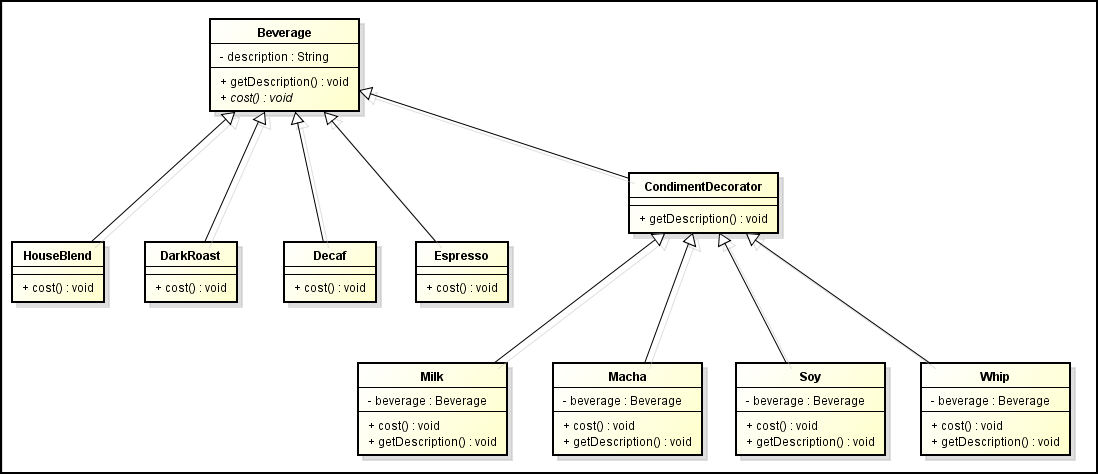 Beverage
- description : String
+ getDescription() : void
+ cost() : void
CondimentDecorator
+ getDescription() : void
HouseBlend
+ cost() : void
DarkRoast
+ cost() : void
Decaf
+ cost() : void
Espresso
+ cost() : void
Milk
- beverage : Beverage
+ cost() : void
+ getDescription() : void
Macha
- beverage : Beverage
+ cost() : void
+ getDescription() : void
Soy
- beverage : Beverage
+ cost() : void
+ getDescription() : void
Whip
- beverage : Beverage
+ cost() : void
+ getDescription() : void